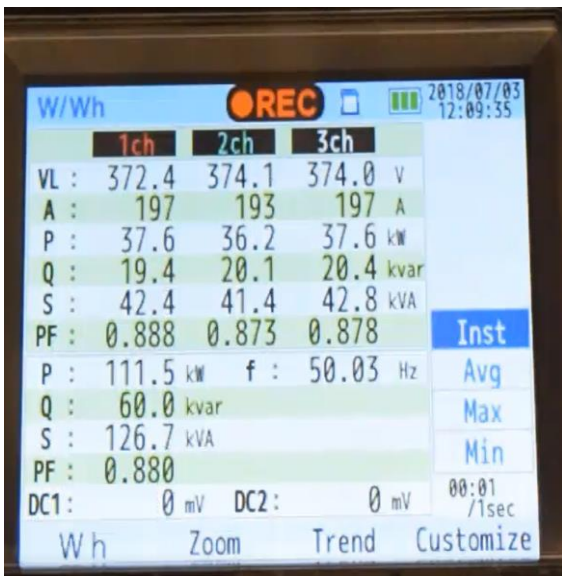 W/Wh REC 2018/07/03
12:09:35
1ch 2ch 3ch
VL : 372.4 374.1 374.0 V
A : 197 193 197 A
P : 37.6 36.2 37.6 kW
Q : 19.4 20.1 20.4 kvar
S : 42.4 41.4 42.8 kVA
PF : 0.888 0.873 0.878 Inst
P : 111.5 kW f : 50.03 Hz Avg
Q : 60.0 kvar Max
S : 126.7 kVA Min
PF : 0.880
DC1 : 0 mV DC2 : 0 mV 00:01
/1sec
Wh Zoom Trend Customize